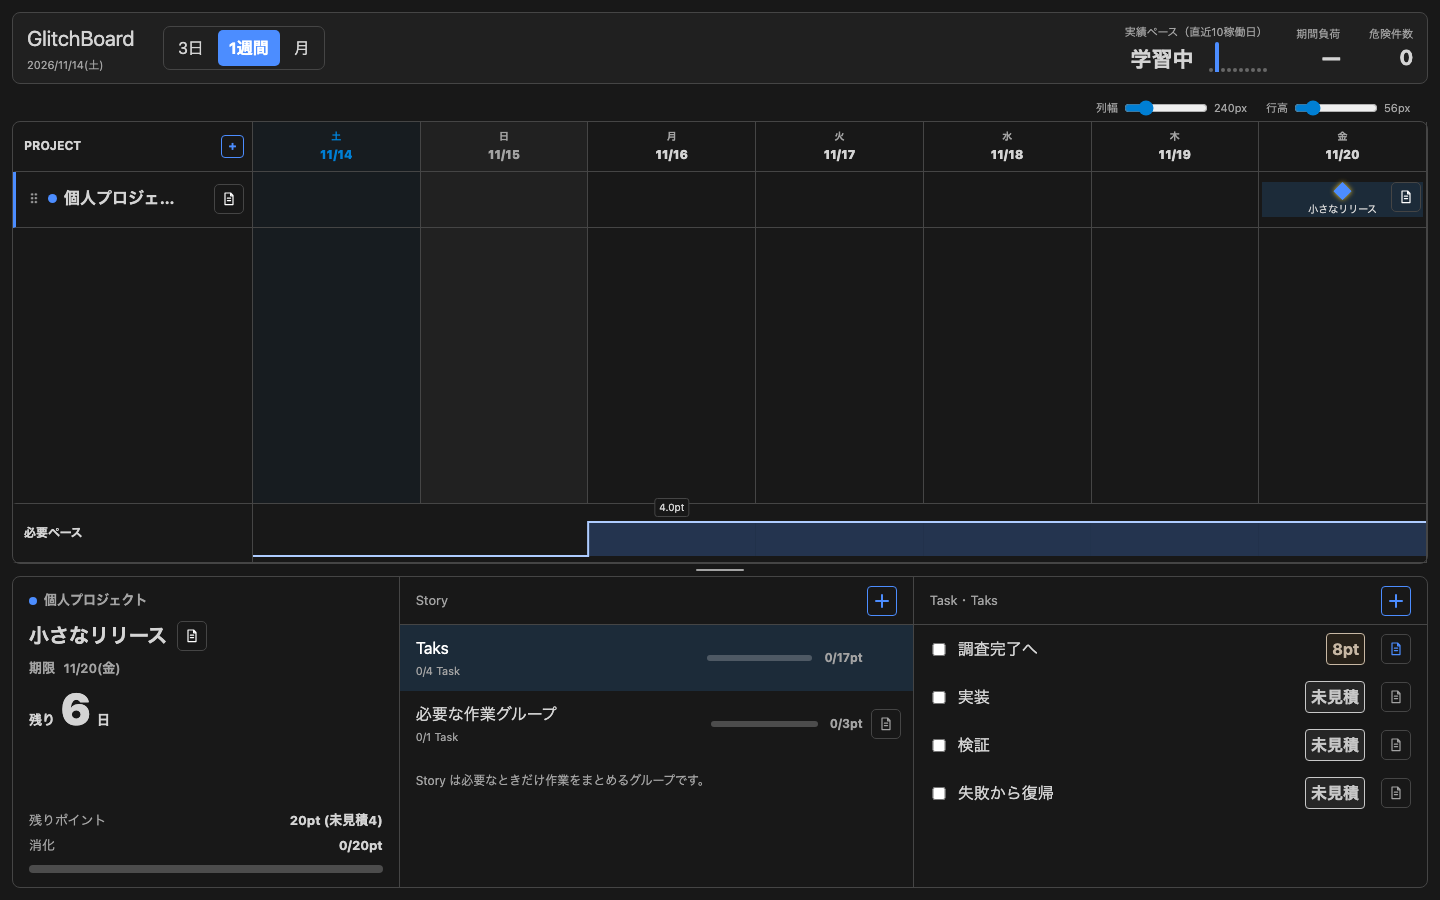 GlitchBoard
2026/11/14(土)
3日
1週間
月
実績ペース（直近10稼働日）
学習中
期間負荷
—
危険件数
0
列幅
240px
行高
56px
PROJECT
+
土
11/14
日
11/15
月
11/16
火
11/17
水
11/18
木
11/19
金
11/20
個人プロジェ...
小さなリリース
必要ペース
4.0pt
個人プロジェクト
小さなリリース
期限 11/20(金)
残り 6 日
残りポイント
20pt (未見積4)
消化
0/20pt
Story
+
Taks
0/4 Task
0/17pt
必要な作業グループ
0/1 Task
0/3pt
Story は必要なときだけ作業をまとめるグループです。
Task・Taks
+
調査完了へ
8pt
実装
未見積
検証
未見積
失敗から復帰
未見積